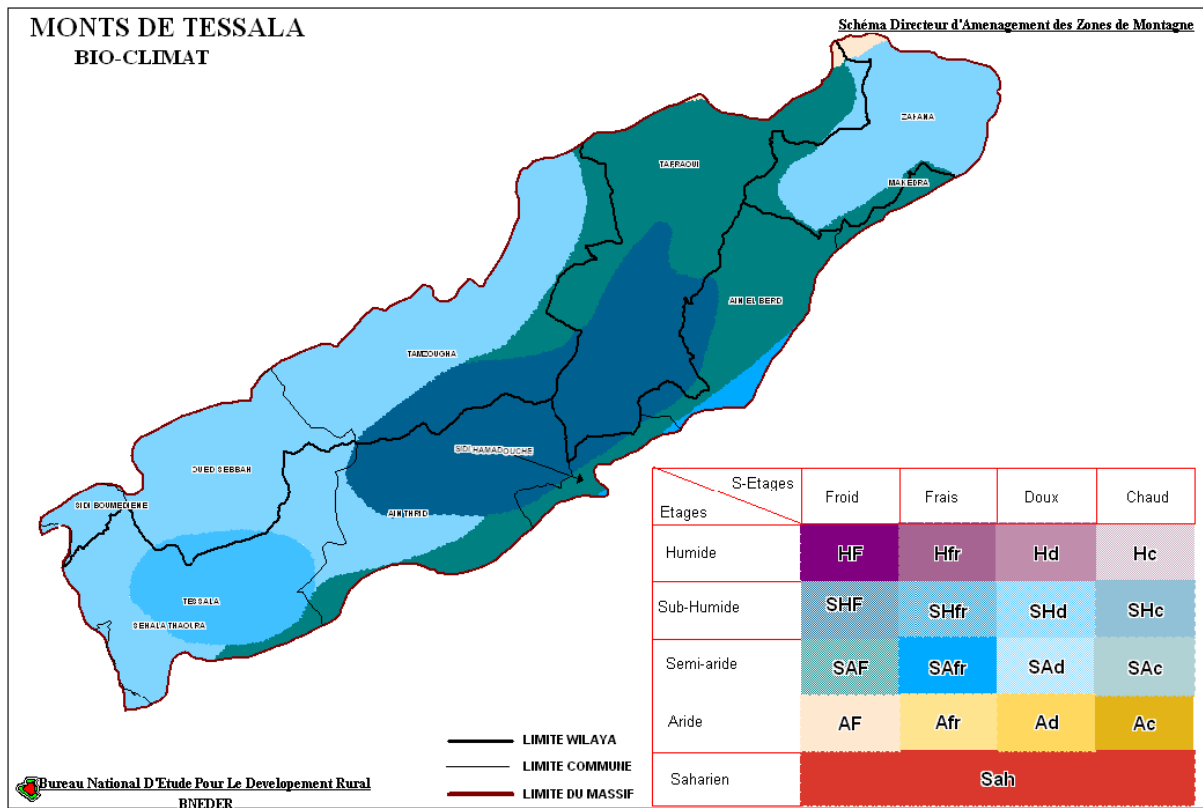 MONTS DE TESSALA
BIO-CLIMAT
Schéma Directeur d'Amenagement des Zones de Montagne
ZAHANA
TAFRAOUI
MAKEDRA
AIN EL BERD
TAMZOUGHA
SIDI HAMADOUCHE
OUED SEBBAH
SIDI BOUMEDIENE
AIN THRID
TESSALA
SEHALA THAOURA
S-Etages
Etages
Froid
Frais
Doux
Chaud
Humide
HF
Hfr
Hd
Hc
Sub-Humide
SHF
SHfr
SHd
SHc
Semi-aride
SAF
SAfr
SAd
SAc
Aride
AF
Afr
Ad
Ac
Saharien
Sah
LIMITE WILAYA
LIMITE COMMUNE
LIMITE DU MASSIF
Bureau National D'Etude Pour Le Developement Rural
BNEDER